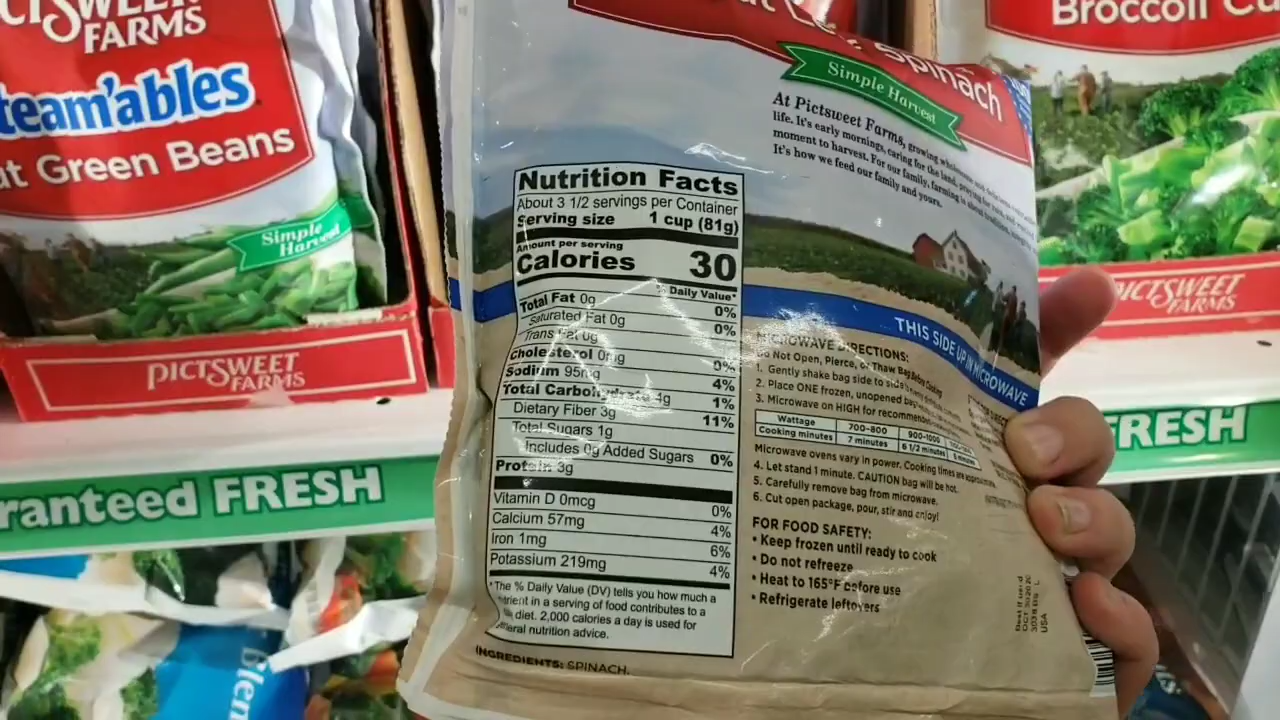 FARMS
team'ables
at Green Beans
Simple
Harvest
PICTSWEET
FARMS
ranteed FRESH
Blen
Spinach
Simple Harvest
At Pictsweet Farms, growing wholesome
life. It's early mornings, caring for the land,
moment to harvest. For our family, farming is about
It's how we feed our family and yours.
Nutrition Facts
About 3 1/2 servings per Container
Serving size 1 cup (81g)
Amount per serving
Calories 30
% Daily Value*
Total Fat 0g 0%
Saturated Fat 0g 0%
Trans Fat 0g
Cholesterol 0mg 0%
Sodium 95mg 4%
Total Carbohydrate 4g 1%
Dietary Fiber 3g 11%
Total Sugars 1g
Includes 0g Added Sugars 0%
Protein 3g
Vitamin D 0mcg 0%
Calcium 57mg 4%
Iron 1mg 6%
Potassium 219mg 4%
*The % Daily Value (DV) tells you how much a
nutrient in a serving of food contributes to a
diet. 2,000 calories a day is used for
general nutrition advice.
INGREDIENTS: SPINACH.
THIS SIDE UP IN MICROWAVE
MICROWAVE DIRECTIONS:
Do Not Open, Pierce, or Thaw Bag Before Cooking
1. Gently shake bag side to side
2. Place ONE frozen, unopened bag
3. Microwave on HIGH for recommended
Wattage 700-800 900-1000
Cooking minutes 7 minutes 6 1/2 minutes
Microwave ovens vary in power. Cooking times are approximate.
4. Let stand 1 minute. CAUTION bag will be hot.
5. Carefully remove bag from microwave.
6. Cut open package, pour, stir and enjoy!
FOR FOOD SAFETY:
• Keep frozen until ready to cook
• Do not refreeze
• Heat to 165°F before use
• Refrigerate leftovers
USA
Broccoli Cu
PICTSWEET
FARMS
FRESH